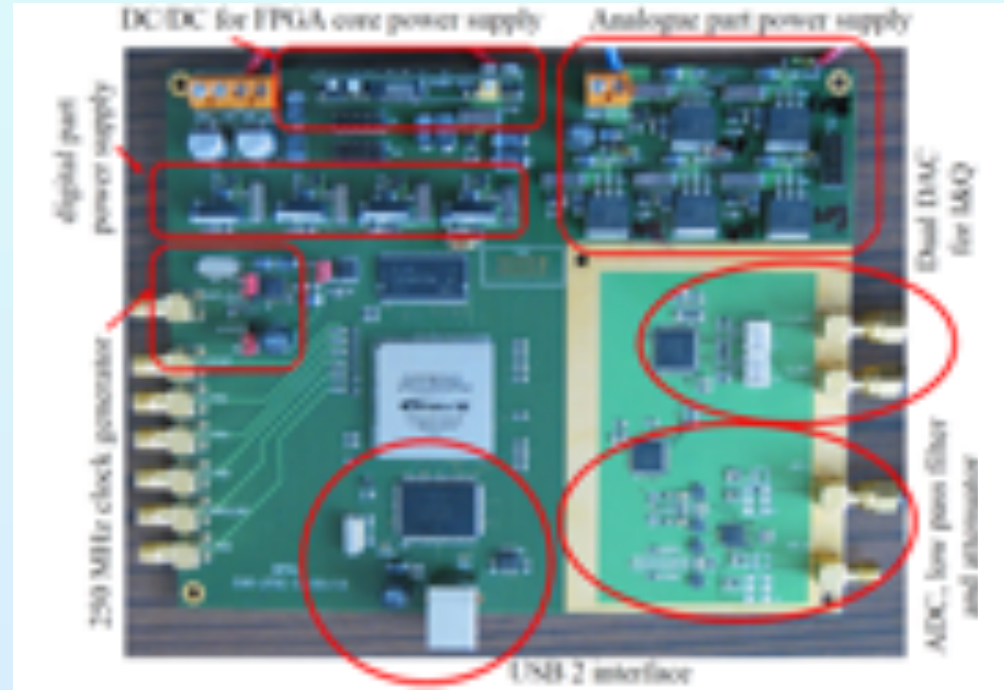 DC/DC for FPGA core power supply
Analogue part power supply
digital part
power supply
Dual DAC
for I&Q
250 MHz clock generator
ADC, low pass filter
and attenuator
USB 2 interface